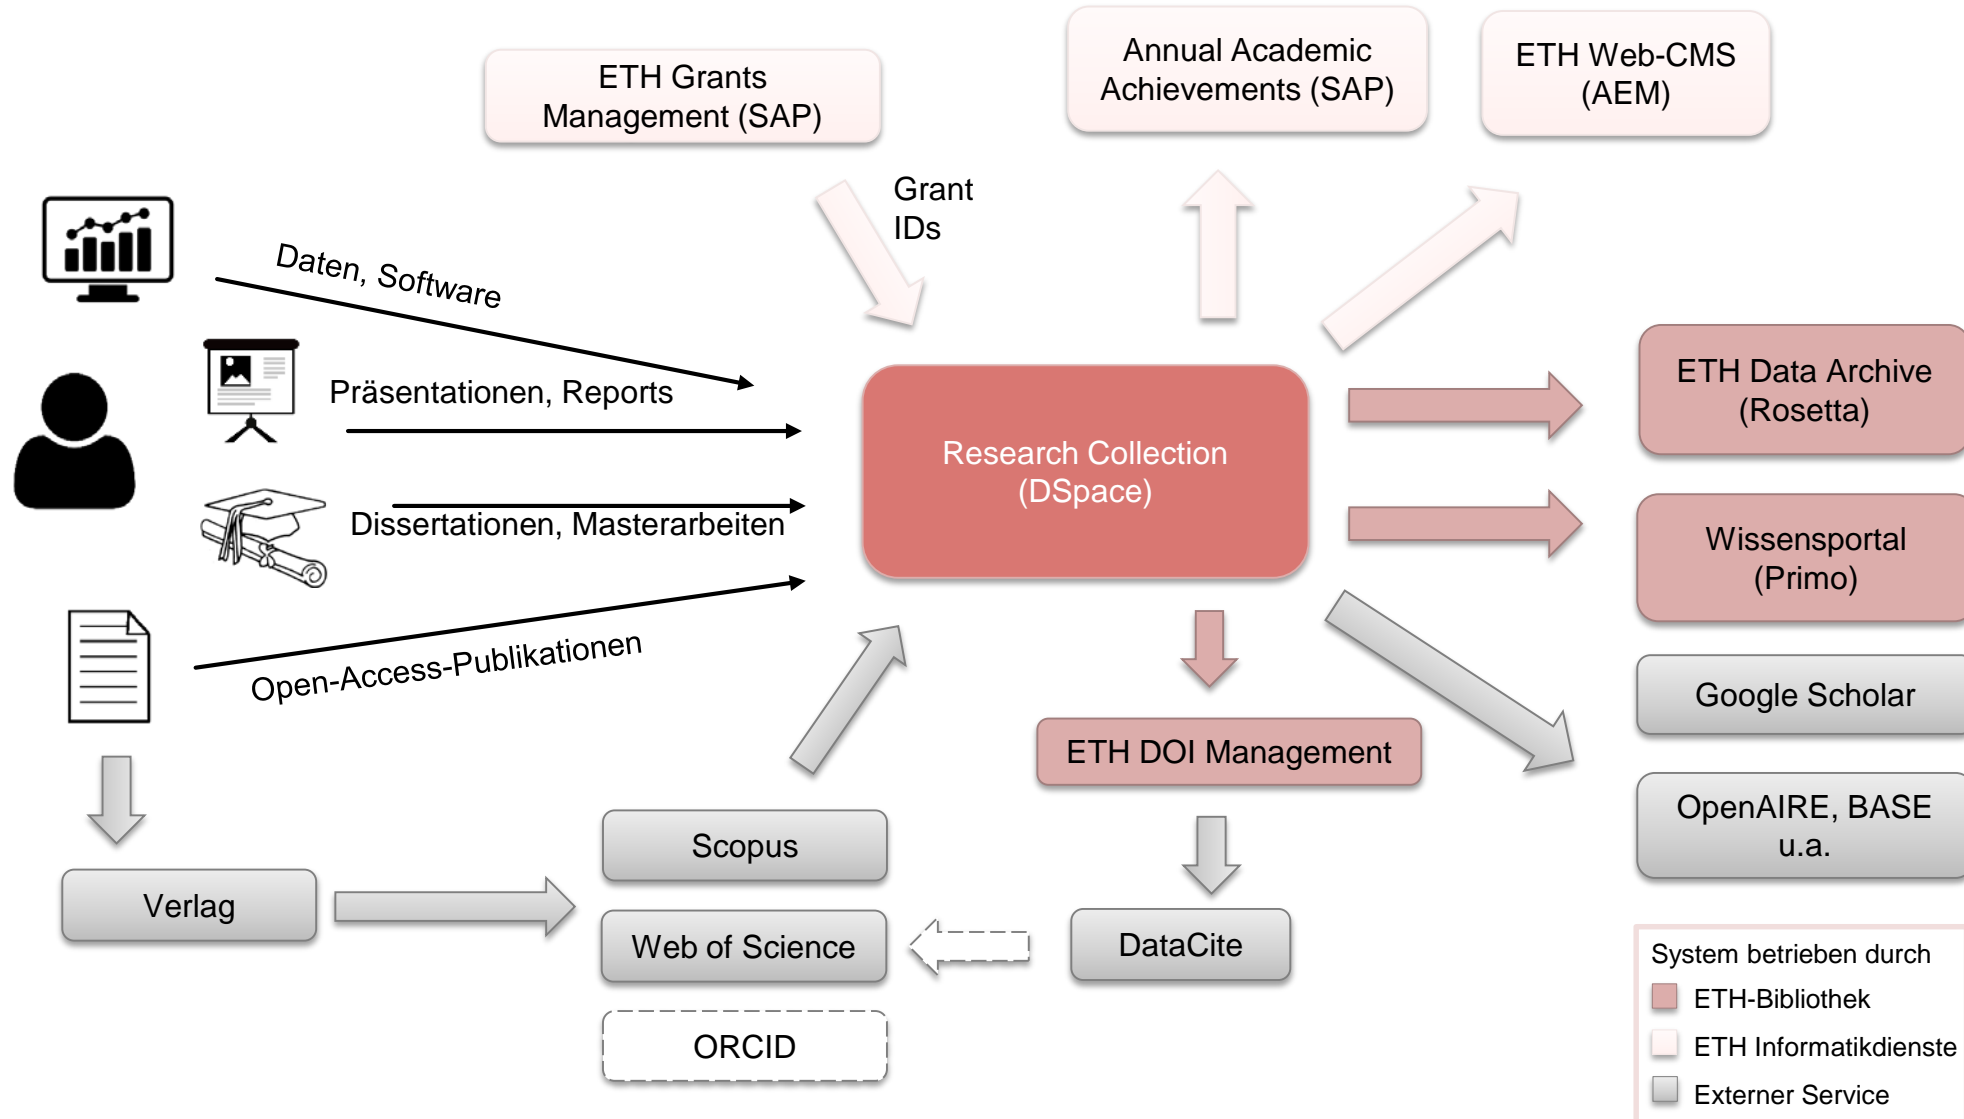 ETH Grants
Management (SAP)
Annual Academic
Achievements (SAP)
ETH Web-CMS
(AEM)
Grant
IDs
Daten, Software
Präsentationen, Reports
Dissertationen, Masterarbeiten
Open-Access-Publikationen
Research Collection
(DSpace)
ETH Data Archive
(Rosetta)
Wissensportal
(Primo)
Google Scholar
OpenAIRE, BASE
u.a.
ETH DOI Management
Scopus
Verlag
Web of Science
DataCite
ORCID
System betrieben durch
ETH-Bibliothek
ETH Informatikdienste
Externer Service